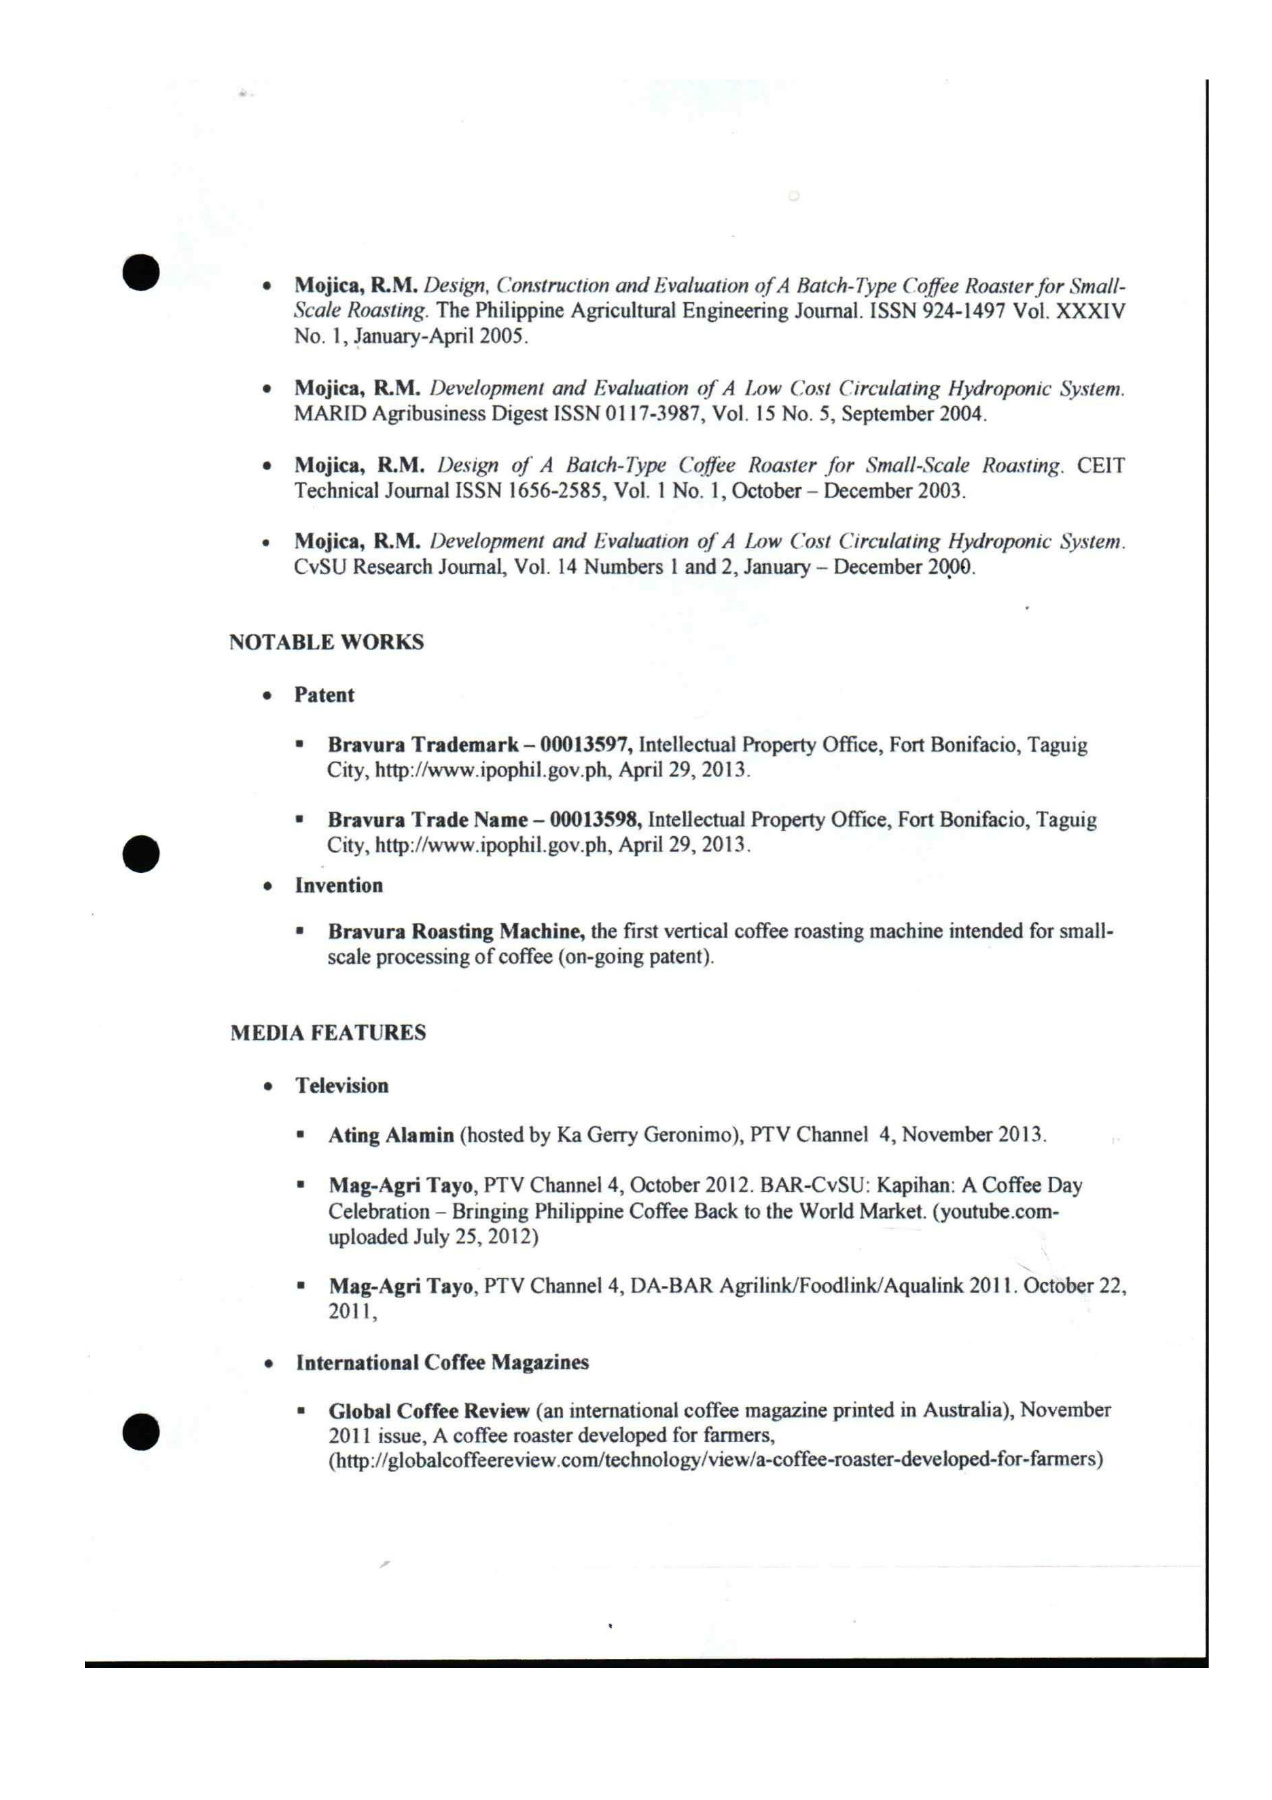 • Mojica, R.M. Design, Construction and Evaluation of A Batch-Type Coffee Roaster for Small-
Scale Roasting. The Philippine Agricultural Engineering Journal. ISSN 924-1497 Vol. XXXIV
No. 1, January-April 2005.
• Mojica, R.M. Development and Evaluation of A Low Cost Circulating Hydroponic System.
MARID Agribusiness Digest ISSN 0117-3987, Vol. 15 No. 5, September 2004.
• Mojica, R.M. Design of A Batch-Type Coffee Roaster for Small-Scale Roasting. CEIT
Technical Journal ISSN 1656-2585, Vol. 1 No. 1, October – December 2003.
• Mojica, R.M. Development and Evaluation of A Low Cost Circulating Hydroponic System.
CvSU Research Journal, Vol. 14 Numbers 1 and 2, January – December 2000.
NOTABLE WORKS
• Patent
▪ Bravura Trademark – 00013597, Intellectual Property Office, Fort Bonifacio, Taguig
City, http://www.ipophil.gov.ph, April 29, 2013.
▪ Bravura Trade Name – 00013598, Intellectual Property Office, Fort Bonifacio, Taguig
City, http://www.ipophil.gov.ph, April 29, 2013.
• Invention
▪ Bravura Roasting Machine, the first vertical coffee roasting machine intended for small-
scale processing of coffee (on-going patent).
MEDIA FEATURES
• Television
▪ Ating Alamin (hosted by Ka Gerry Geronimo), PTV Channel 4, November 2013.
▪ Mag-Agri Tayo, PTV Channel 4, October 2012. BAR-CvSU: Kapihan: A Coffee Day
Celebration – Bringing Philippine Coffee Back to the World Market. (youtube.com-
uploaded July 25, 2012)
▪ Mag-Agri Tayo, PTV Channel 4, DA-BAR Agrilink/Foodlink/Aqualink 2011. October 22,
2011,
• International Coffee Magazines
▪ Global Coffee Review (an international coffee magazine printed in Australia), November
2011 issue, A coffee roaster developed for farmers,
(http://globalcoffeereview.com/technology/view/a-coffee-roaster-developed-for-farmers)